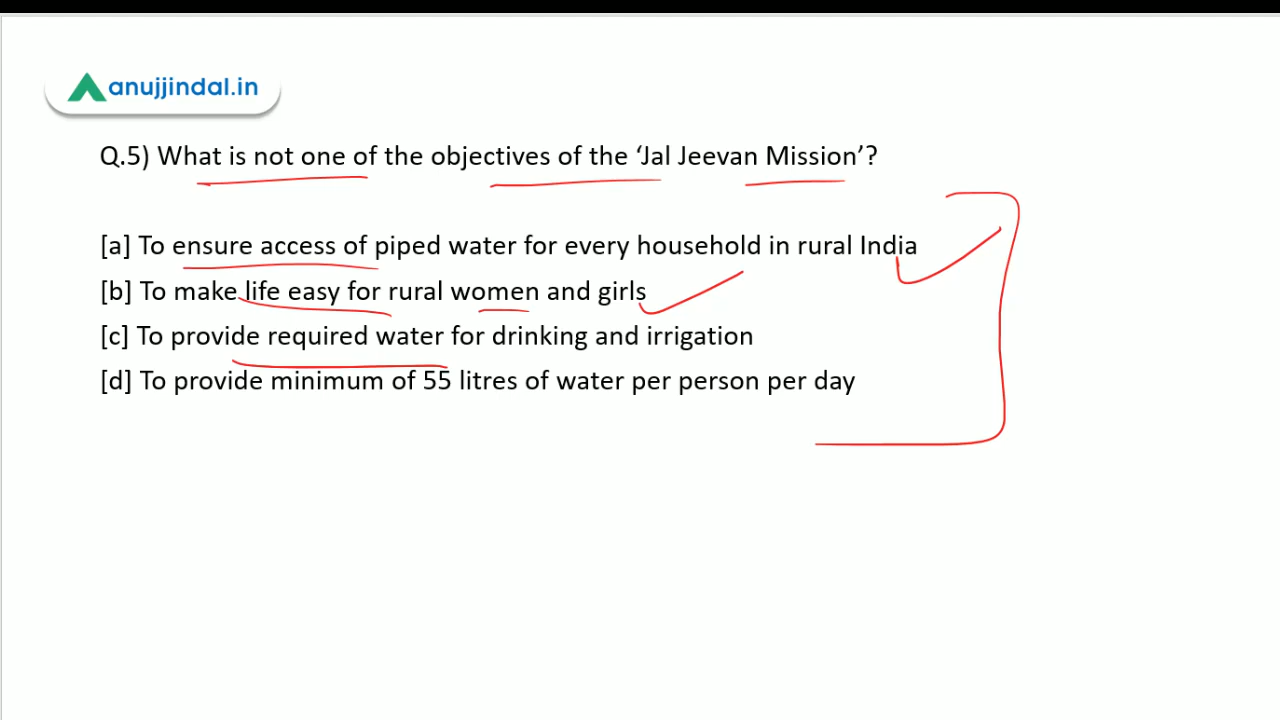 anujjindal.in
Q.5) What is not one of the objectives of the ‘Jal Jeevan Mission’?
[a] To ensure access of piped water for every household in rural India
[b] To make life easy for rural women and girls
[c] To provide required water for drinking and irrigation
[d] To provide minimum of 55 litres of water per person per day